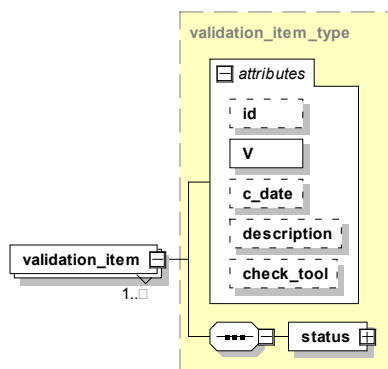 validation_item_type
attributes
id
V
c_date
description
check_tool
validation_item
1..
status